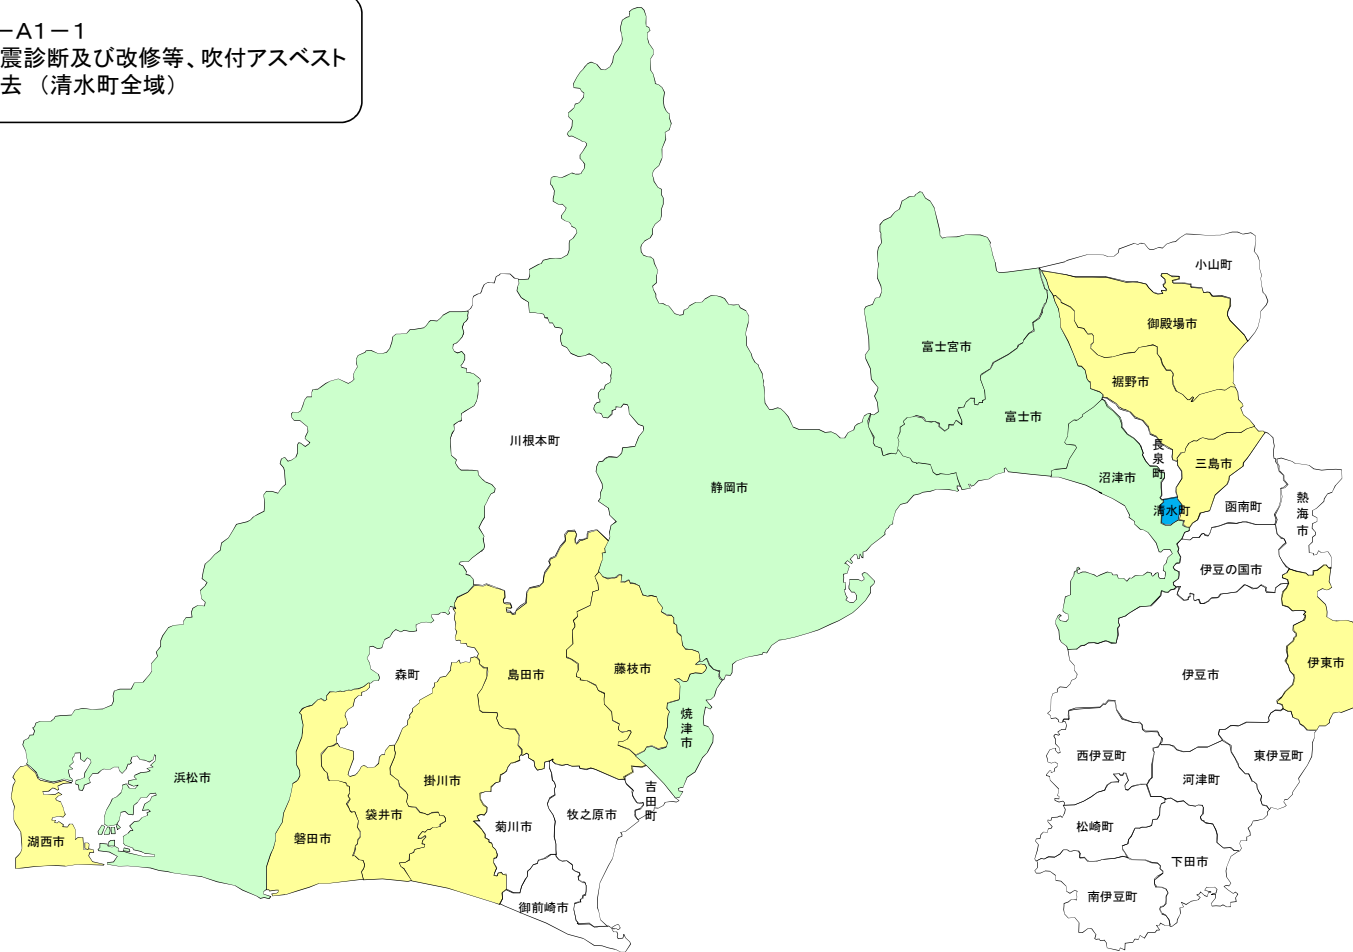 -A1-1
震診断及び改修等、吹付アスベスト
去 （清水町全域）
小山町
御殿場市
富士宮市
裾野市
富士市
川根本町
長泉町
三島市
沼津市
静岡市
熱海市
函南町
清水町
伊豆の国市
藤枝市
伊東市
森町
島田市
伊豆市
焼津市
西伊豆町
東伊豆町
浜松市
掛川市
河津町
吉田町
袋井市
牧之原市
菊川市
松崎町
磐田市
湖西市
下田市
南伊豆町
御前崎市